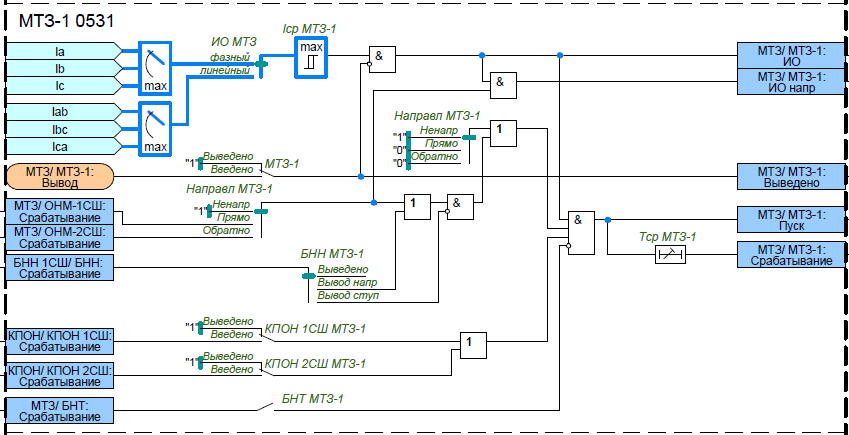 МТЗ-1 0531
Ia
Ib
Ic
max
Iab
Ibc
Ica
max
ИО МТЗ
фазный
линейный
Iср МТЗ-1
max
&
&
МТЗ/ МТЗ-1:
ИО
МТЗ/ МТЗ-1:
ИО напр
Направл МТЗ-1
"1"
Ненапр
"0"
Прямо
"0"
Обратно
1
МТЗ/ МТЗ-1:
Вывод
"1"
Выведено
Введено
МТЗ-1
МТЗ/ МТЗ-1:
Выведено
Направл МТЗ-1
"1"
Ненапр
Прямо
Обратно
МТЗ/ ОНМ-1СШ:
Срабатывание
МТЗ/ ОНМ-2СШ:
Срабатывание
1
&
&
МТЗ/ МТЗ-1:
Пуск
Тср МТЗ-1
МТЗ/ МТЗ-1:
Срабатывание
БНН 1СШ/ БНН:
Срабатывание
БНН МТЗ-1
Выведено
Вывод напр
Вывод ступ
КПОН/ КПОН 1СШ:
Срабатывание
"1"
Выведено
Введено
КПОН 1СШ МТЗ-1
1
КПОН/ КПОН 2СШ:
Срабатывание
"1"
Выведено
Введено
КПОН 2СШ МТЗ-1
МТЗ/ БНТ:
Срабатывание
БНТ МТЗ-1